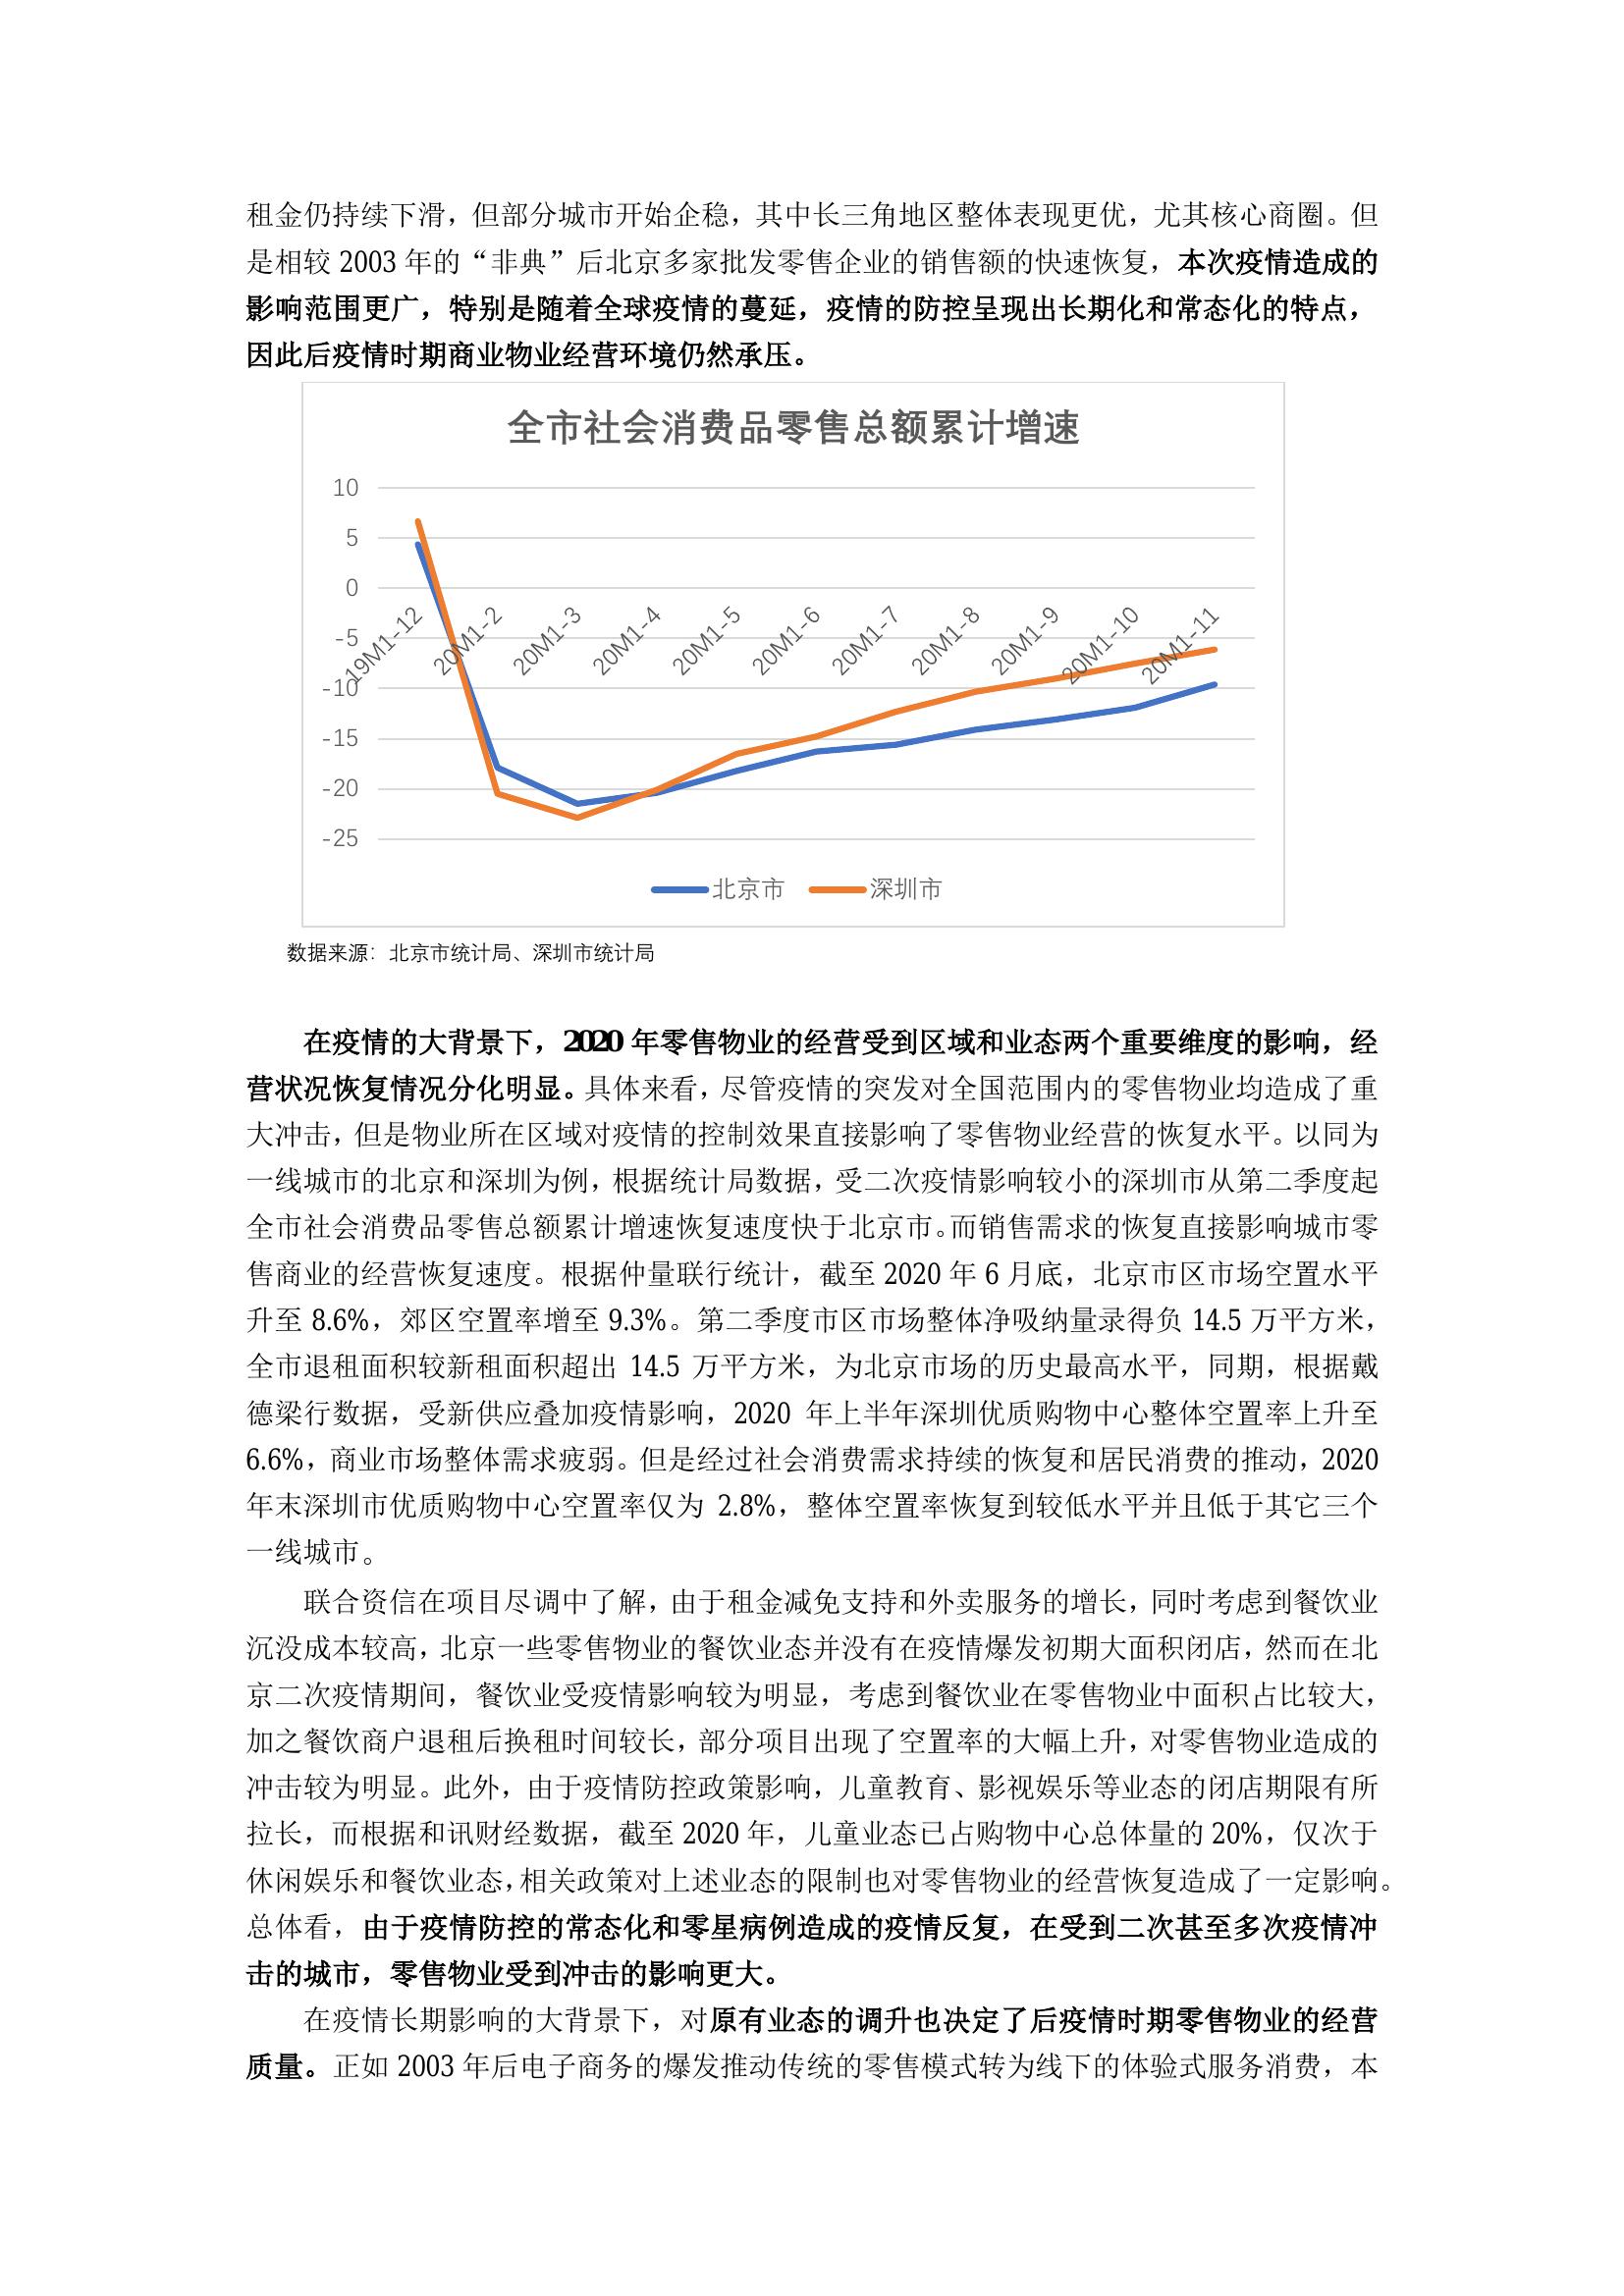 租金仍持续下滑，但部分城市开始企稳，其中长三角地区整体表现更优，尤其核心商圈。但
是相较 2003 年的“非典”后北京多家批发零售企业的销售额的快速恢复，本次疫情造成的
影响范围更广，特别是随着全球疫情的蔓延，疫情的防控呈现出长期化和常态化的特点，
因此后疫情时期商业物业经营环境仍然承压。
全市社会消费品零售总额累计增速
10
5
0
-5
-10
-15
-20
-25
19M1-12
20M1-2
20M1-3
20M1-4
20M1-5
20M1-6
20M1-7
20M1-8
20M1-9
20M1-10
20M1-11
北京市 深圳市
数据来源：北京市统计局、深圳市统计局
在疫情的大背景下，2020 年零售物业的经营受到区域和业态两个重要维度的影响，经
营状况恢复情况分化明显。具体来看，尽管疫情的突发对全国范围内的零售物业均造成了重
大冲击，但是物业所在区域对疫情的控制效果直接影响了零售物业经营的恢复水平。以同为
一线城市的北京和深圳为例，根据统计局数据，受二次疫情影响较小的深圳市从第二季度起
全市社会消费品零售总额累计增速恢复速度快于北京市。而销售需求的恢复直接影响城市零
售商业的经营恢复速度。根据仲量联行统计，截至 2020 年 6 月底，北京市区市场空置水平
升至 8.6%，郊区空置率增至 9.3%。第二季度市区市场整体净吸纳量录得负 14.5 万平方米，
全市退租面积较新租面积超出 14.5 万平方米，为北京市场的历史最高水平，同期，根据戴
德梁行数据，受新供应叠加疫情影响，2020 年上半年深圳优质购物中心整体空置率上升至
6.6%，商业市场整体需求疲弱。但是经过社会消费需求持续的恢复和居民消费的推动，2020
年末深圳市优质购物中心空置率仅为 2.8%，整体空置率恢复到较低水平并且低于其它三个
一线城市。
联合资信在项目尽调中了解，由于租金减免支持和外卖服务的增长，同时考虑到餐饮业
沉没成本较高，北京一些零售物业的餐饮业态并没有在疫情爆发初期大面积闭店，然而在北
京二次疫情期间，餐饮业受疫情影响较为明显，考虑到餐饮业在零售物业中面积占比较大，
加之餐饮商户退租后换租时间较长，部分项目出现了空置率的大幅上升，对零售物业造成的
冲击较为明显。此外，由于疫情防控政策影响，儿童教育、影视娱乐等业态的闭店期限有所
拉长，而根据和讯财经数据，截至 2020 年，儿童业态已占购物中心总体量的 20%，仅次于
休闲娱乐和餐饮业态，相关政策对上述业态的限制也对零售物业的经营恢复造成了一定影响。
总体看，由于疫情防控的常态化和零星病例造成的疫情反复，在受到二次甚至多次疫情冲
击的城市，零售物业受到冲击的影响更大。
在疫情长期影响的大背景下，对原有业态的调升也决定了后疫情时期零售物业的经营
质量。正如 2003 年后电子商务的爆发推动传统的零售模式转为线下的体验式服务消费，本